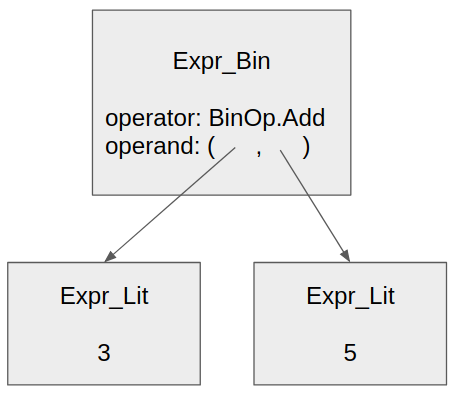 Expr_Bin
operator: BinOp.Add
operand: ( , )
Expr_Lit
3
Expr_Lit
5